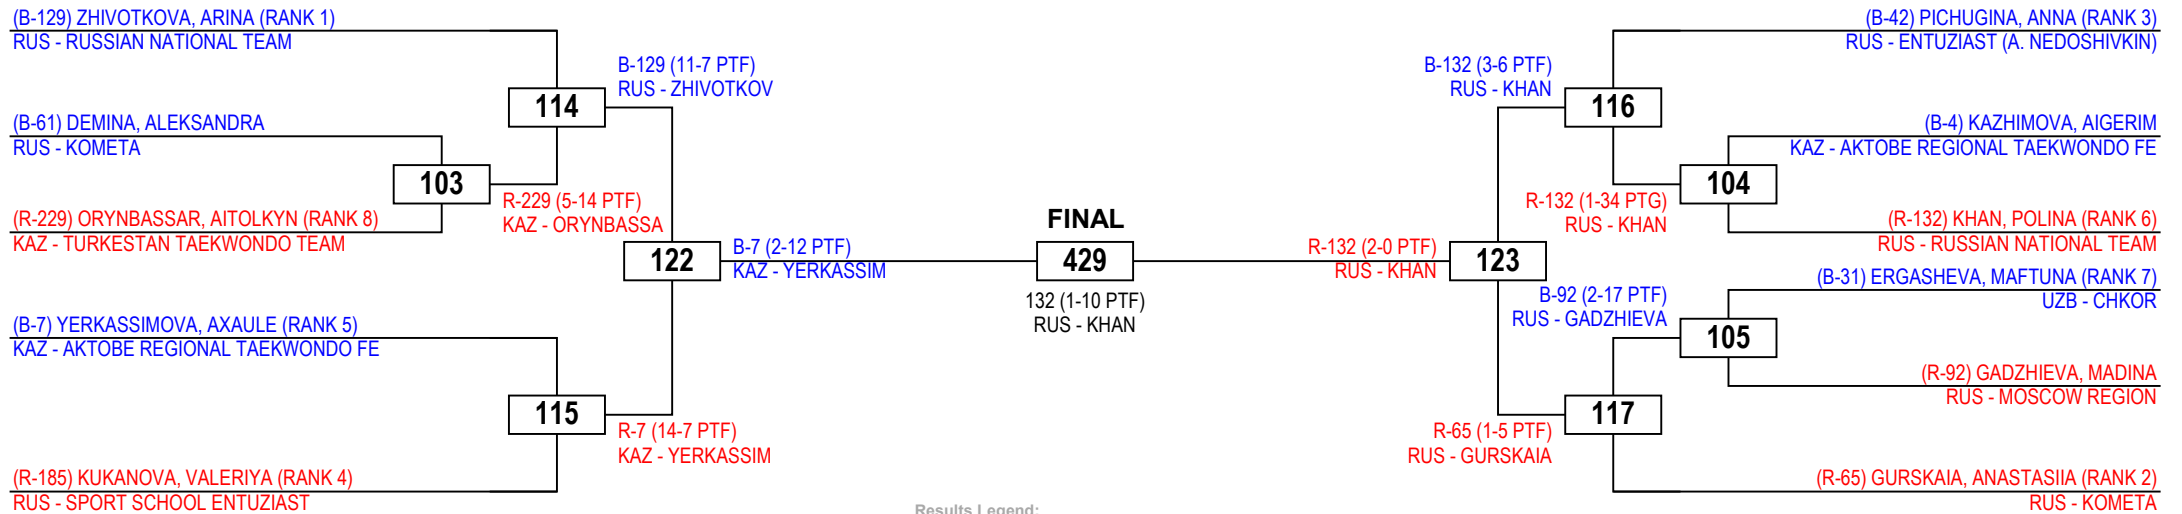 (B-129) ZHIVOTKOVA, ARINA (RANK 1)
RUS - RUSSIAN NATIONAL TEAM
B-129 (11-7 PTF)
RUS - ZHIVOTKOV
114
(B-61) DEMINA, ALEKSANDRA
RUS - KOMETA
103
(R-229) ORYNBASSAR, AITOLKYN (RANK 8)
KAZ - TURKESTAN TAEKWONDO TEAM
R-229 (5-14 PTF)
KAZ - ORYNBASSA
122
B-7 (2-12 PTF)
KAZ - YERKASSIM
(B-7) YERKASSIMOVA, AXAULE (RANK 5)
KAZ - AKTOBE REGIONAL TAEKWONDO FE
115
R-7 (14-7 PTF)
KAZ - YERKASSIM
(R-185) KUKANOVA, VALERIYA (RANK 4)
RUS - SPORT SCHOOL ENTUZIAST
FINAL
429
132 (1-10 PTF)
RUS - KHAN
Results Legend:
(B-42) PICHUGINA, ANNA (RANK 3)
RUS - ENTUZIAST (A. NEDOSHIVKIN)
B-132 (3-6 PTF)
RUS - KHAN
116
(B-4) KAZHIMOVA, AIGERIM
KAZ - AKTOBE REGIONAL TAEKWONDO FE
104
R-132 (1-34 PTG)
RUS - KHAN
(R-132) KHAN, POLINA (RANK 6)
RUS - RUSSIAN NATIONAL TEAM
R-132 (2-0 PTF)
RUS - KHAN
123
(B-31) ERGASHEVA, MAFTUNA (RANK 7)
UZB - CHKOR
B-92 (2-17 PTF)
RUS - GADZHIEVA
105
(R-92) GADZHIEVA, MADINA
RUS - MOSCOW REGION
117
R-65 (1-5 PTF)
RUS - GURSKAIA
(R-65) GURSKAIA, ANASTASIIA (RANK 2)
RUS - KOMETA